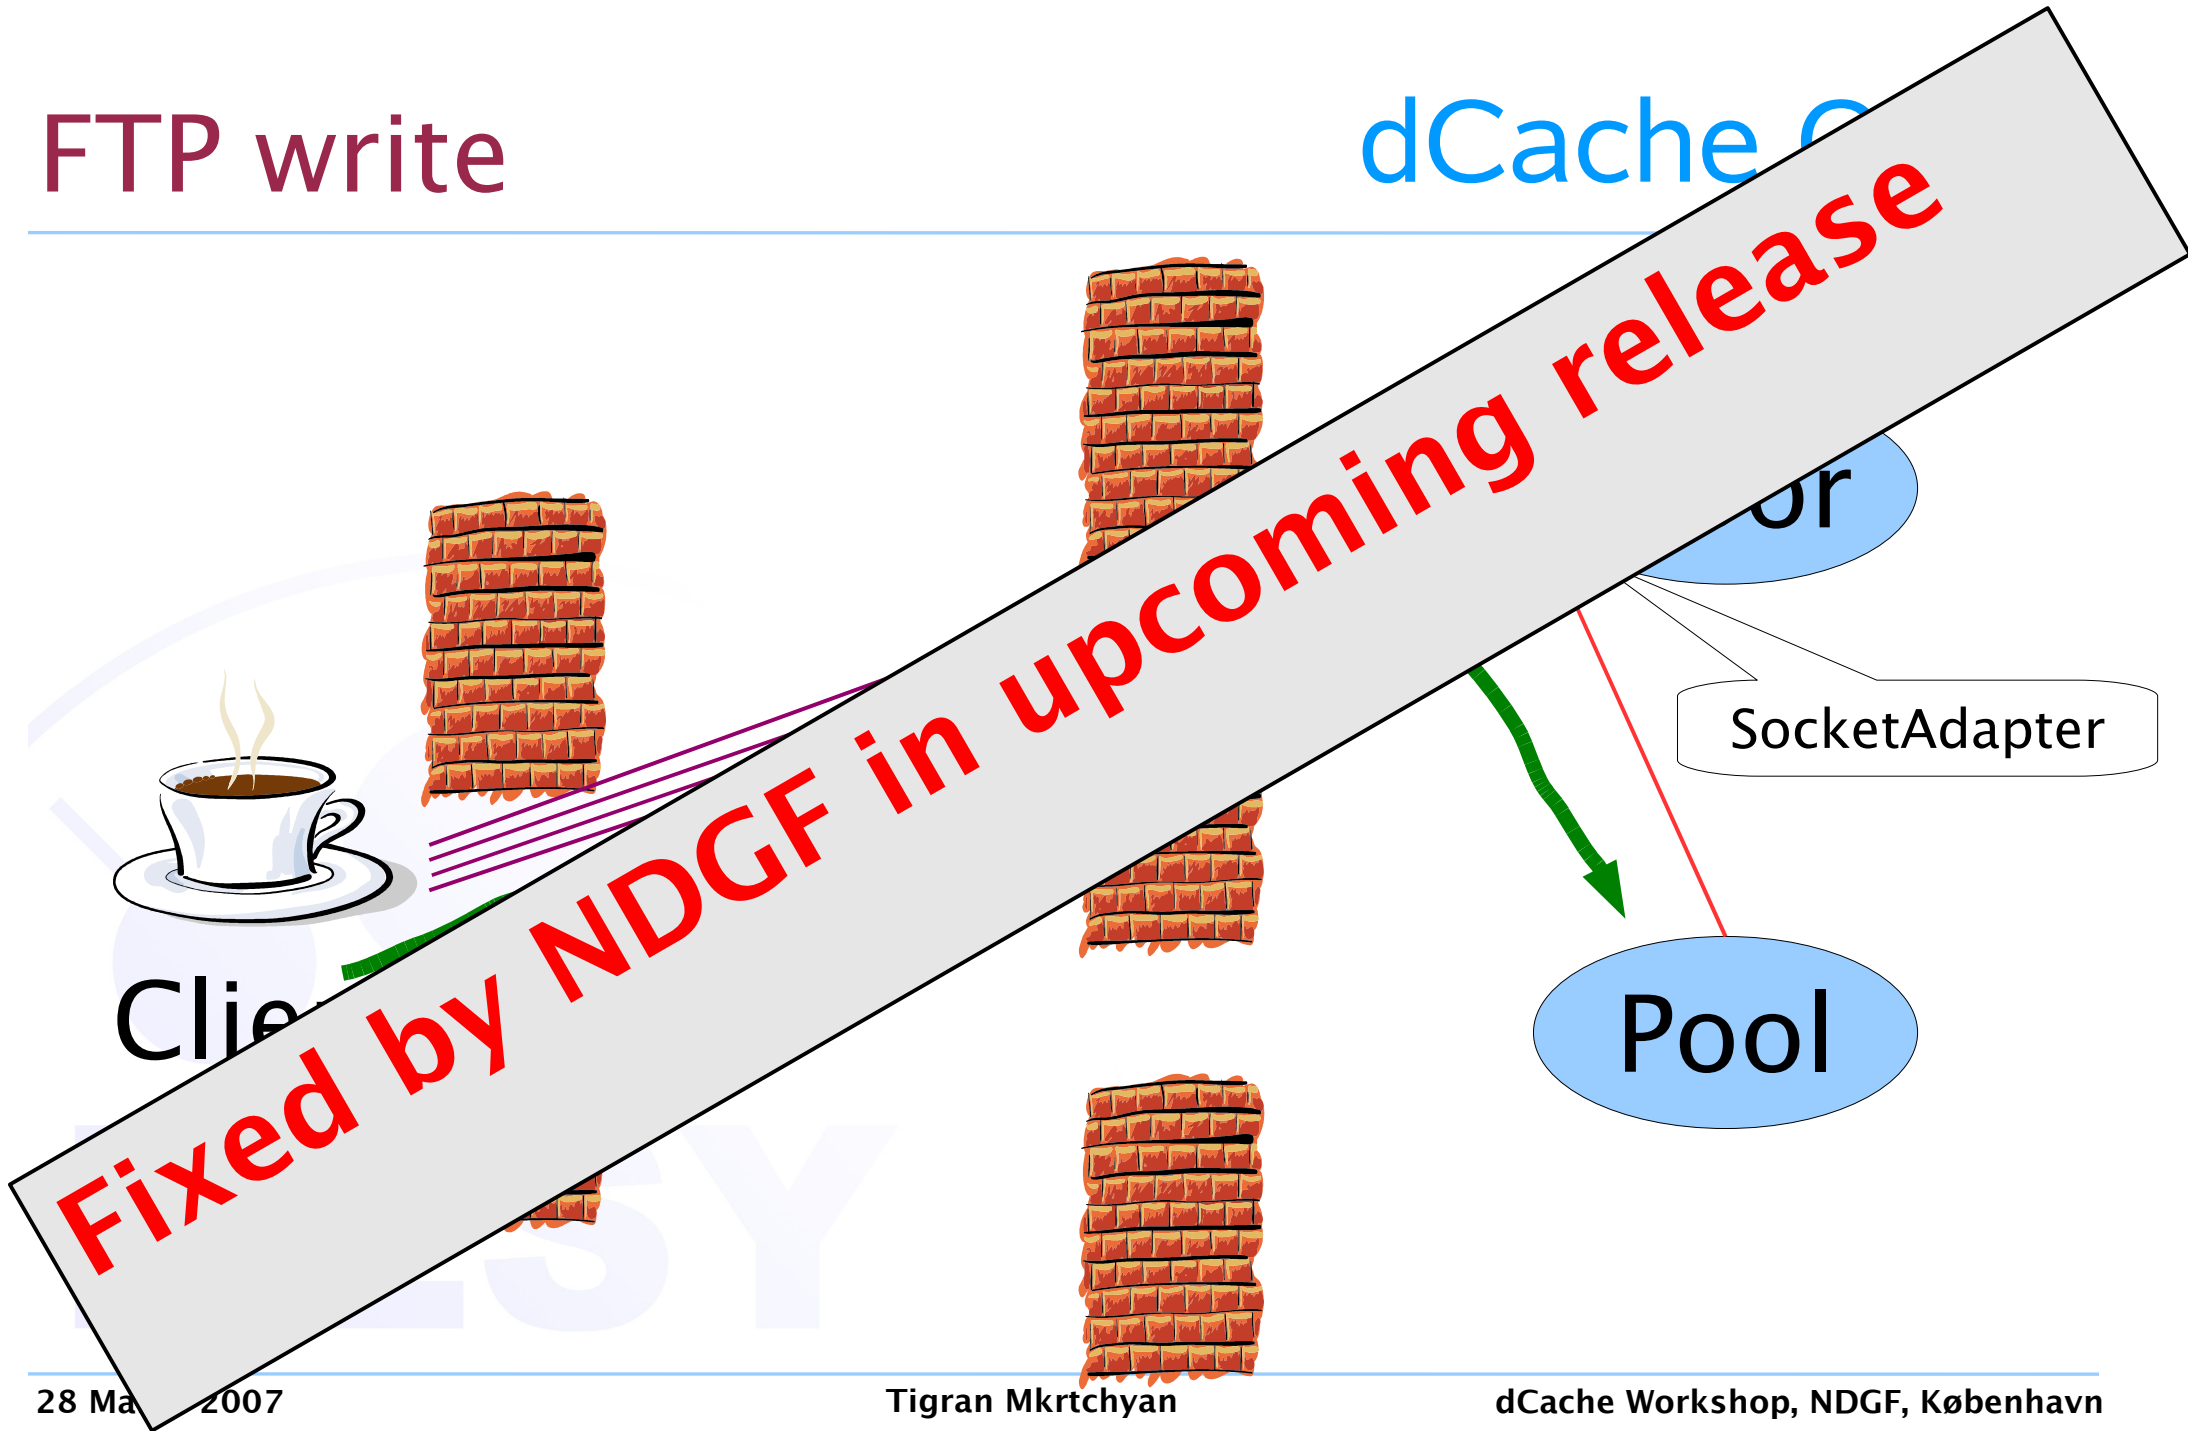 FTP write
dCache
Fixed by NDGF in upcoming release
SocketAdapter
Pool
2007
Tigran Mkrtchyan
dCache Workshop, NDGF, København